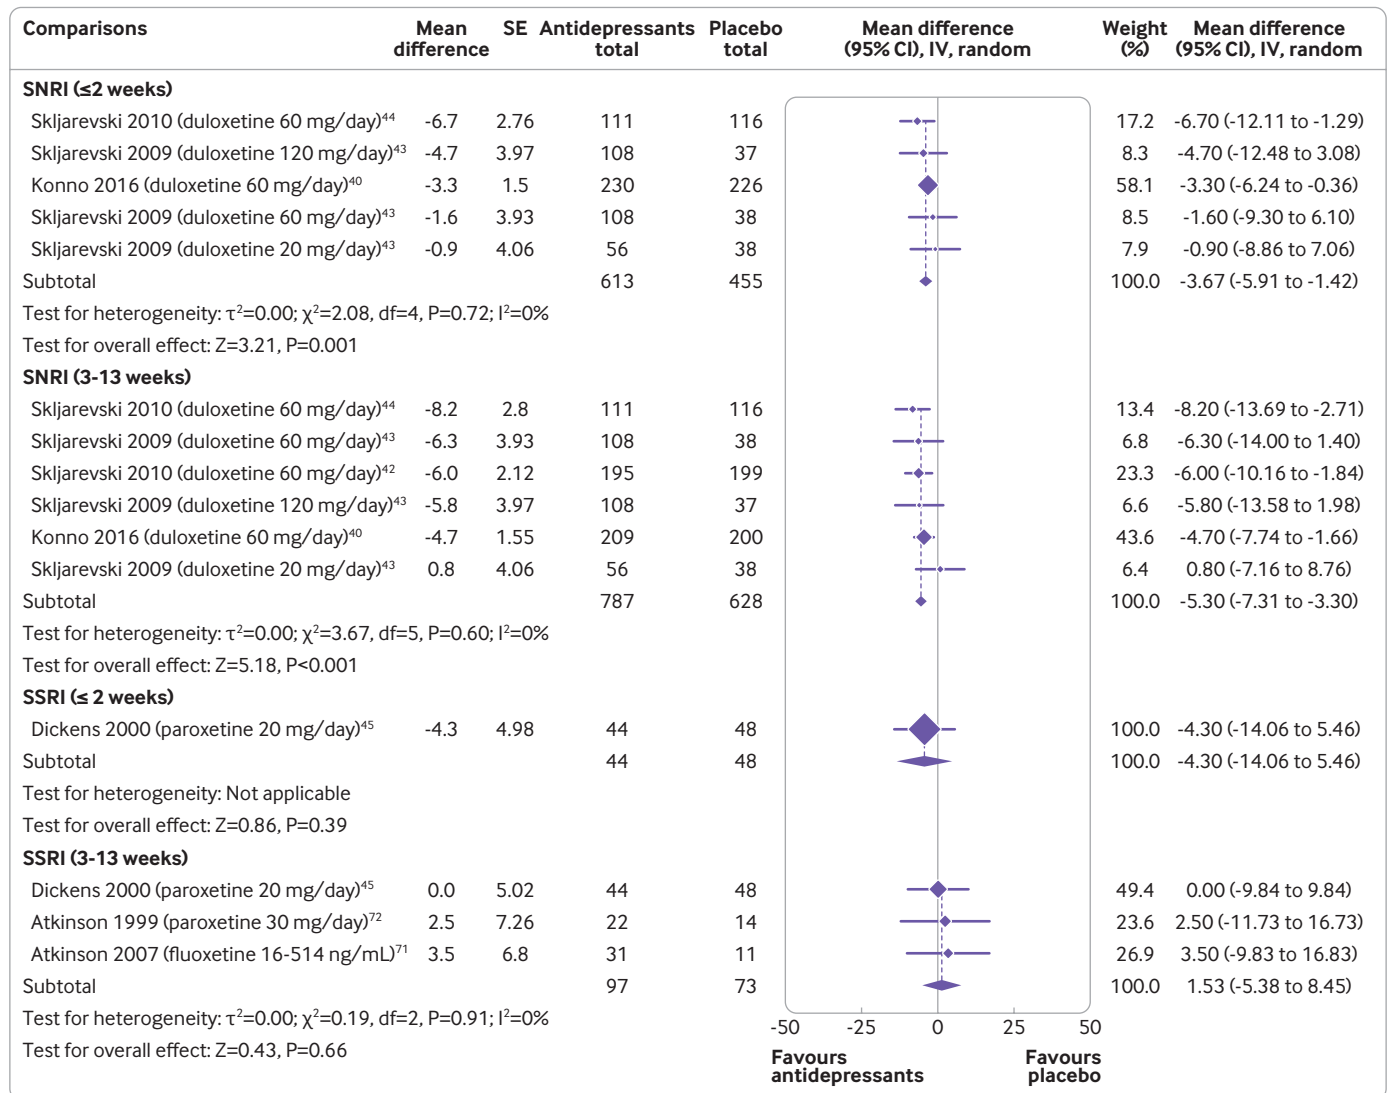 Comparisons Mean difference SE Antidepressants total Placebo total Mean difference (95% CI), IV, random Weight (%) Mean difference (95% CI), IV, random
SNRI (≤2 weeks)
Skljarevski 2010 (duloxetine 60 mg/day)44 -6.7 2.76 111 116 17.2 -6.70 (-12.11 to -1.29)
Skljarevski 2009 (duloxetine 120 mg/day)43 -4.7 3.97 108 37 8.3 -4.70 (-12.48 to 3.08)
Konno 2016 (duloxetine 60 mg/day)40 -3.3 1.5 230 226 58.1 -3.30 (-6.24 to -0.36)
Skljarevski 2009 (duloxetine 60 mg/day)43 -1.6 3.93 108 38 8.5 -1.60 (-9.30 to 6.10)
Skljarevski 2009 (duloxetine 20 mg/day)43 -0.9 4.06 56 38 7.9 -0.90 (-8.86 to 7.06)
Subtotal 613 455 100.0 -3.67 (-5.91 to -1.42)
Test for heterogeneity: τ²=0.00; χ²=2.08, df=4, P=0.72; I²=0%
Test for overall effect: Z=3.21, P=0.001
SNRI (3-13 weeks)
Skljarevski 2010 (duloxetine 60 mg/day)44 -8.2 2.8 111 116 13.4 -8.20 (-13.69 to -2.71)
Skljarevski 2009 (duloxetine 60 mg/day)43 -6.3 3.93 108 38 6.8 -6.30 (-14.00 to 1.40)
Skljarevski 2010 (duloxetine 60 mg/day)42 -6.0 2.12 195 199 23.3 -6.00 (-10.16 to -1.84)
Skljarevski 2009 (duloxetine 120 mg/day)43 -5.8 3.97 108 37 6.6 -5.80 (-13.58 to 1.98)
Konno 2016 (duloxetine 60 mg/day)40 -4.7 1.55 209 200 43.6 -4.70 (-7.74 to -1.66)
Skljarevski 2009 (duloxetine 20 mg/day)43 0.8 4.06 56 38 6.4 0.80 (-7.16 to 8.76)
Subtotal 787 628 100.0 -5.30 (-7.31 to -3.30)
Test for heterogeneity: τ²=0.00; χ²=3.67, df=5, P=0.60; I²=0%
Test for overall effect: Z=5.18, P<0.001
SSRI (≤ 2 weeks)
Dickens 2000 (paroxetine 20 mg/day)45 -4.3 4.98 44 48 100.0 -4.30 (-14.06 to 5.46)
Subtotal 44 48 100.0 -4.30 (-14.06 to 5.46)
Test for heterogeneity: Not applicable
Test for overall effect: Z=0.86, P=0.39
SSRI (3-13 weeks)
Dickens 2000 (paroxetine 20 mg/day)45 0.0 5.02 44 48 49.4 0.00 (-9.84 to 9.84)
Atkinson 1999 (paroxetine 30 mg/day)72 2.5 7.26 22 14 23.6 2.50 (-11.73 to 16.73)
Atkinson 2007 (fluoxetine 16-514 ng/mL)71 3.5 6.8 31 11 26.9 3.50 (-9.83 to 16.83)
Subtotal 97 73 100.0 1.53 (-5.38 to 8.45)
Test for heterogeneity: τ²=0.00; χ²=0.19, df=2, P=0.91; I²=0%
Test for overall effect: Z=0.43, P=0.66
-50 -25 0 25 50
Favours antidepressants Favours placebo